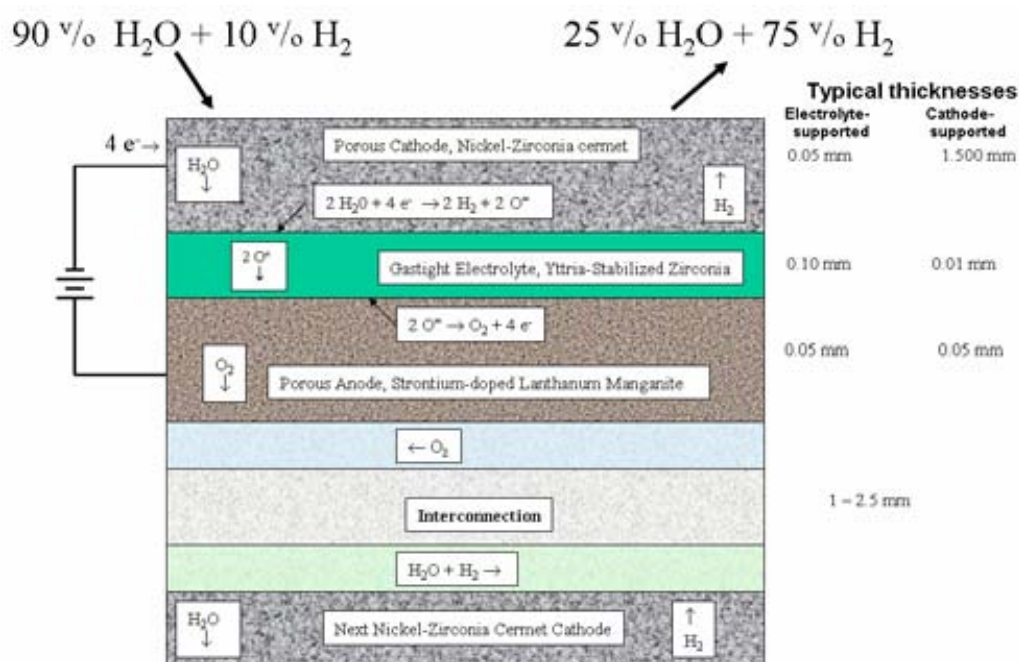 90 v/o H₂O + 10 v/o H₂
25 v/o H₂O + 75 v/o H₂
Typical thicknesses
Electrolyte-supported
Cathode-supported
4 e⁻→
H₂O
↓
Porous Cathode, Nickel-Zirconia cermet
↑
H₂
0.05 mm
1.500 mm
2 H₂O + 4 e⁻ → 2 H₂ + 2 O⁼
2 O⁼
↓
Gastight Electrolyte, Yttria-Stabilized Zirconia
0.10 mm
0.01 mm
2 O⁼ → O₂ + 4 e⁻
O₂
↓
Porous Anode, Strontium-doped Lanthanum Manganite
0.05 mm
0.05 mm
← O₂
Interconnection
1 – 2.5 mm
H₂O + H₂ →
H₂O
↓
Next Nickel-Zirconia Cermet Cathode
↑
H₂